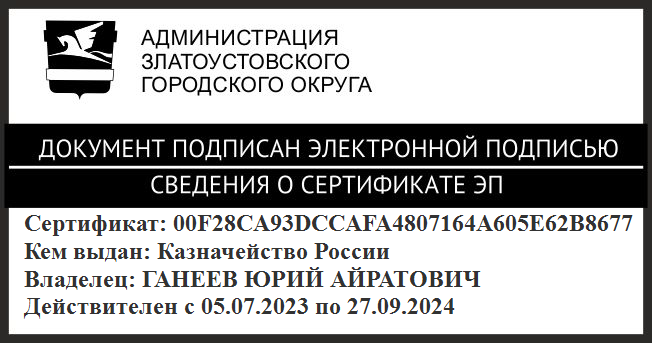 АДМИНИСТРАЦИЯ
ЗЛАТОУСТОВСКОГО
ГОРОДСКОГО ОКРУГА
ДОКУМЕНТ ПОДПИСАН ЭЛЕКТРОННОЙ ПОДПИСЬЮ
СВЕДЕНИЯ О СЕРТИФИКАТЕ ЭП
Сертификат: 00F28CA93DCCAFA4807164A605E62B8677
Кем выдан: Казначейство России
Владелец: ГАНЕЕВ ЮРИЙ АЙРАТОВИЧ
Действителен с 05.07.2023 по 27.09.2024